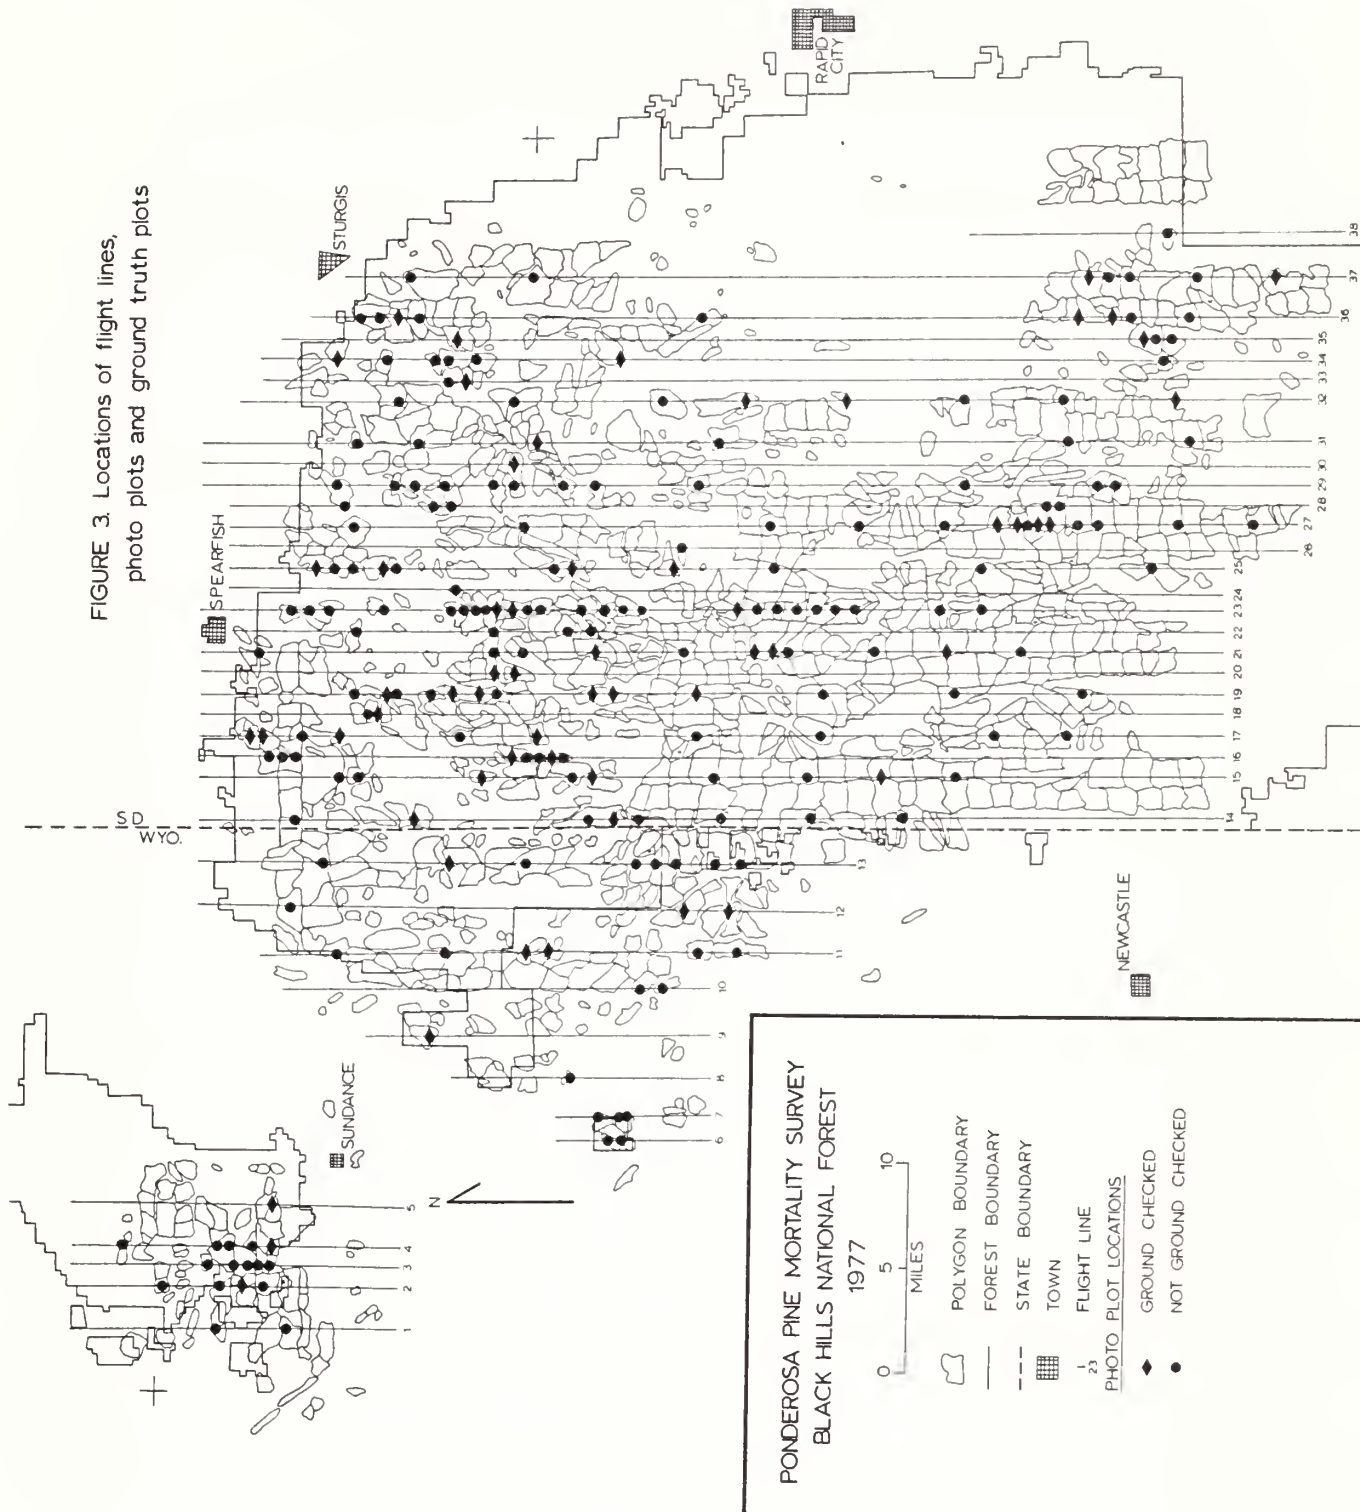 FIGURE 3. Locations of flight lines,
photo plots and ground truth plots
RAPID
CITY
STURGIS
SPEARFISH
S D
WYO.
SUNDANCE
NEWCASTLE
N
1
2
3
4
5
6
7
8
9
10
11
12
13
14
15
16
17
18
19
20
21
22
23
24
25
26
27
28
29
30
31
32
33
34
35
36
37
38
PONDEROSA PINE MORTALITY SURVEY
BLACK HILLS NATIONAL FOREST
1977
0 5 10
MILES
POLYGON BOUNDARY
FOREST BOUNDARY
STATE BOUNDARY
TOWN
1
23 FLIGHT LINE
PHOTO PLOT LOCATIONS
GROUND CHECKED
NOT GROUND CHECKED